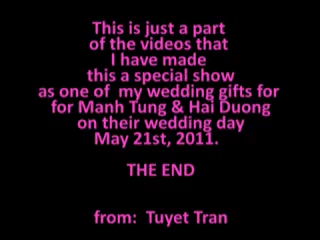 This is just a part
of the videos that
I have made
this a special show
as one of my wedding gifts for
for Manh Tung & Hai Duong
on their wedding day
May 21st, 2011.
THE END
from: Tuyet Tran